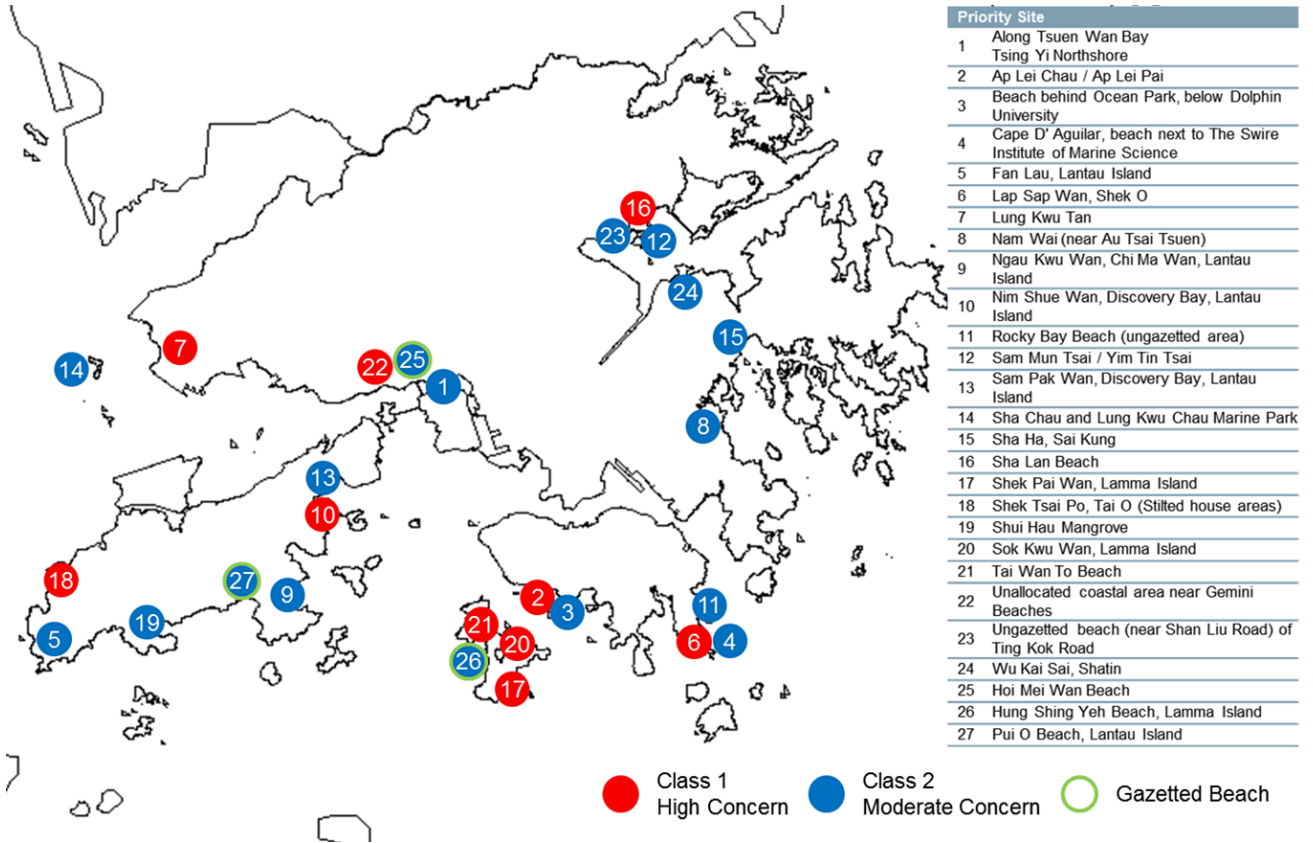 Priority Site
1 Along Tsuen Wan Bay
Tsing Yi Northshore
2 Ap Lei Chau / Ap Lei Pai
3 Beach behind Ocean Park, below Dolphin
University
4 Cape D' Aguilar, beach next to The Swire
Institute of Marine Science
5 Fan Lau, Lantau Island
6 Lap Sap Wan, Shek O
7 Lung Kwu Tan
8 Nam Wai (near Au Tsai Tsuen)
9 Ngau Kwu Wan, Chi Ma Wan, Lantau
Island
10 Nim Shue Wan, Discovery Bay, Lantau
Island
11 Rocky Bay Beach (ungazetted area)
12 Sam Mun Tsai / Yim Tin Tsai
13 Sam Pak Wan, Discovery Bay, Lantau
Island
14 Sha Chau and Lung Kwu Chau Marine Park
15 Sha Ha, Sai Kung
16 Sha Lan Beach
17 Shek Pai Wan, Lamma Island
18 Shek Tsai Po, Tai O (Stilted house areas)
19 Shui Hau Mangrove
20 Sok Kwu Wan, Lamma Island
21 Tai Wan To Beach
22 Unallocated coastal area near Gemini
Beaches
23 Ungazetted beach (near Shan Liu Road) of
Ting Kok Road
24 Wu Kai Sai, Shatin
25 Hoi Mei Wan Beach
26 Hung Shing Yeh Beach, Lamma Island
27 Pui O Beach, Lantau Island
16
23
12
24
15
7
14
22
25
1
8
13
10
18
27
9
19
5
2
3
21
20
26
17
11
6
4
Class 1
High Concern
Class 2
Moderate Concern
Gazetted Beach